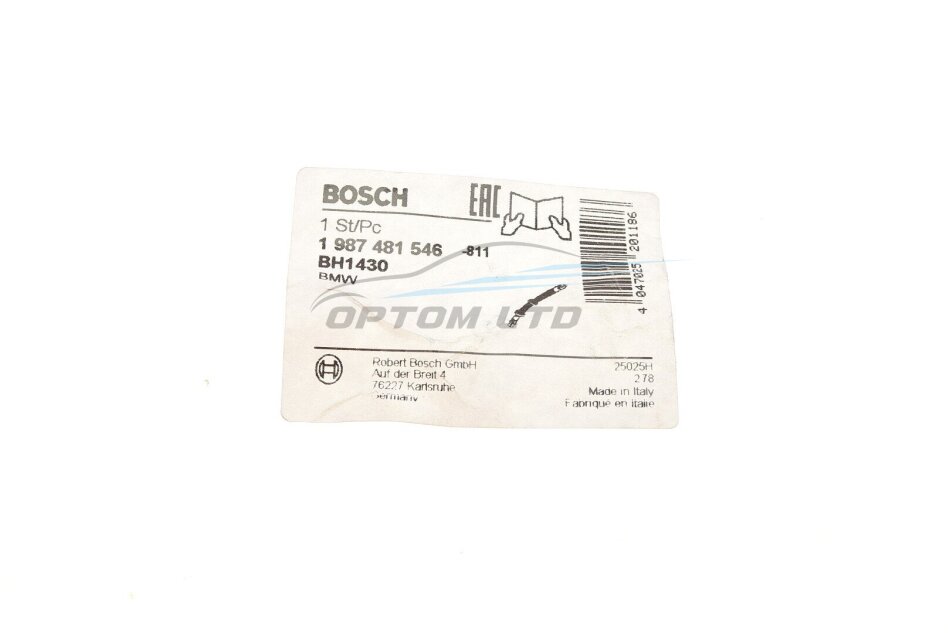 BOSCH EAC
1 St/Pc
1 987 481 546 -811
BH1430
BMW
4 047025 201186
OPTOM LTD
Robert Bosch GmbH
Auf der Breit 4
76227 Karlsruhe
Germany
25025H
278
Made in Italy
Fabriqué en Italie